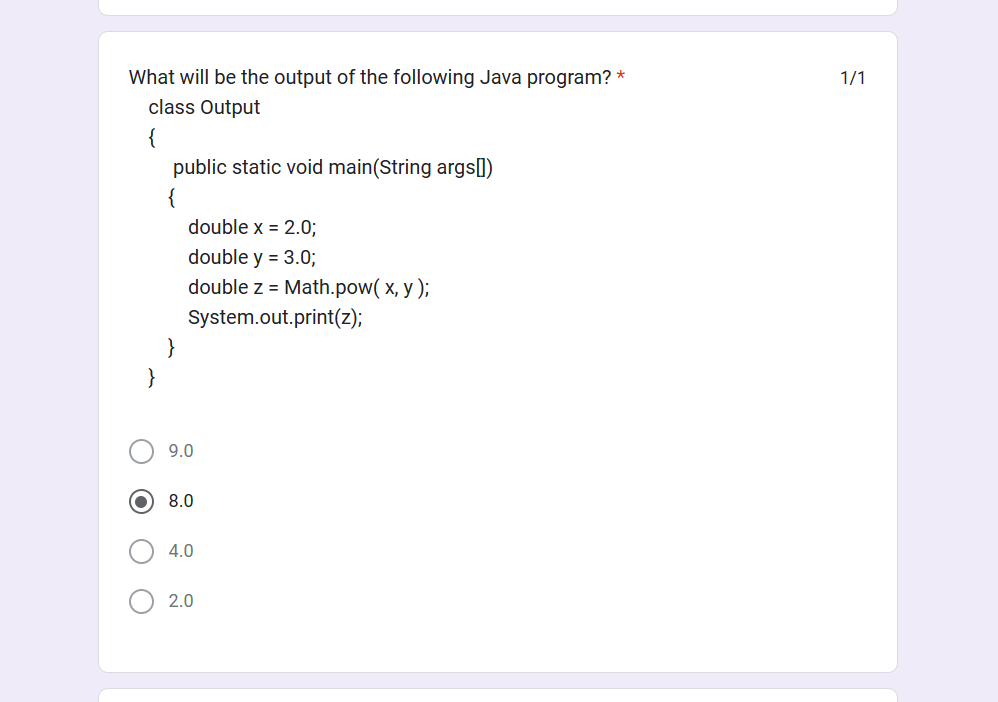 What will be the output of the following Java program? *
1/1
class Output
{
public static void main(String args[])
{
double x = 2.0;
double y = 3.0;
double z = Math.pow( x, y );
System.out.print(z);
}
}
9.0
8.0
4.0
2.0